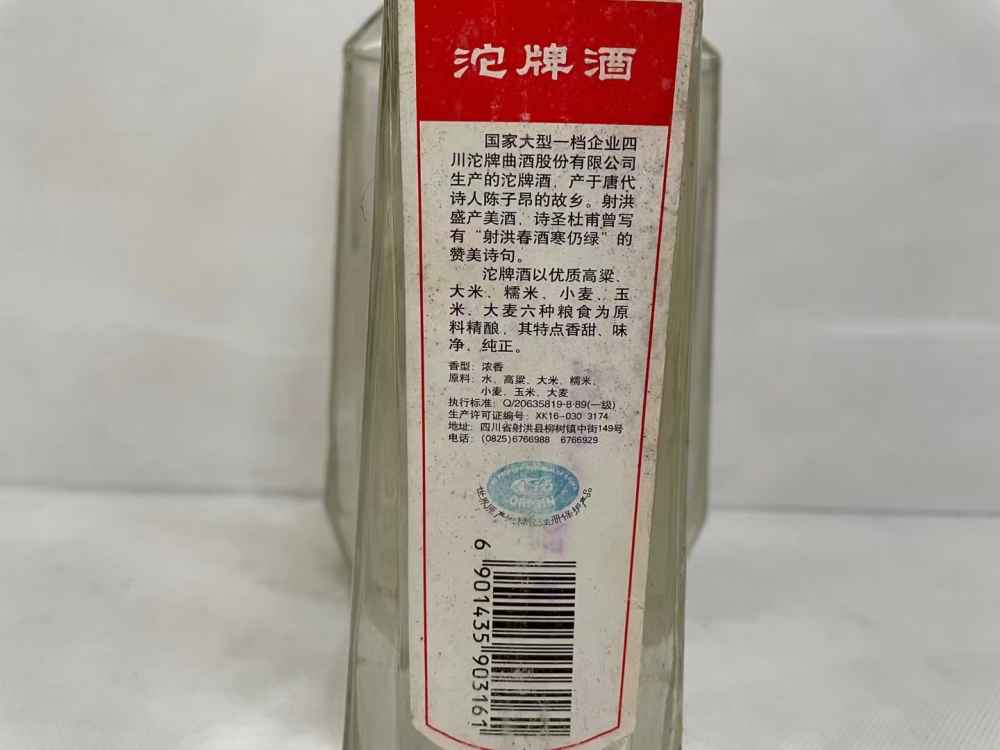 沱牌酒
国家大型一档企业四
川沱牌曲酒股份有限公司
生产的沱牌酒，产于唐代
诗人陈子昂的故乡。射洪
盛产美酒，诗圣杜甫曾写
有“射洪春酒寒仍绿”的
赞美诗句。
沱牌酒以优质高粱、
大米、糯米、小麦、玉
米、大麦六种粮食为原
料精酿，其特点香甜、味
净、纯正。
香型：浓香
原料：水、高粱、大米、糯米、
小麦、玉米、大麦
执行标准：Q/20635819-8·89(一级)
生产许可证编号：XK16-030 3174
地址：四川省射洪县柳树镇中街149号
电话：(0825)6766988 6766929
6 901435 903161